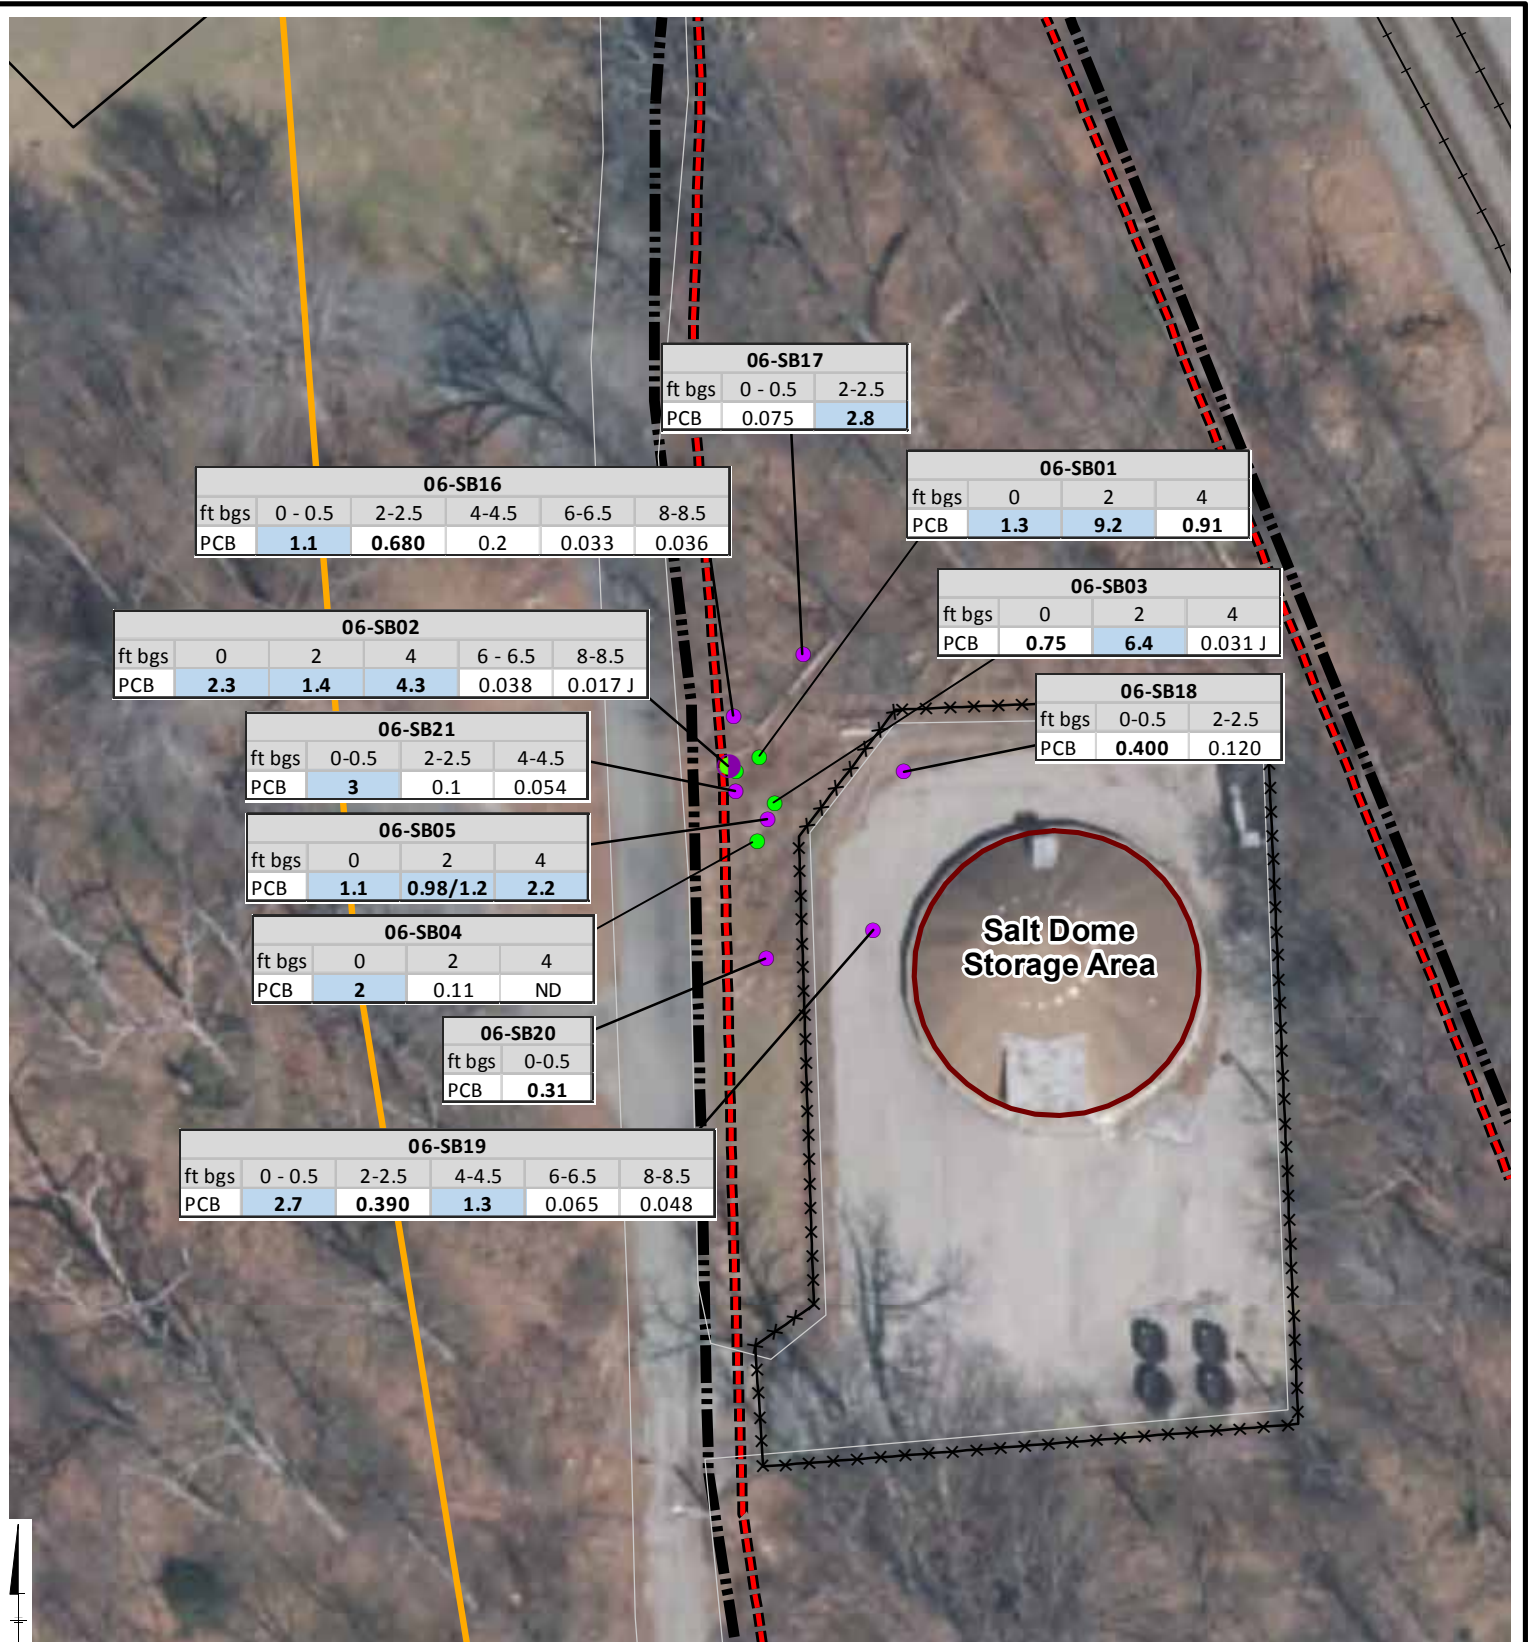 06-SB17
ft bgs 0 - 0.5 2-2.5
PCB 0.075 2.8
06-SB16
ft bgs 0 - 0.5 2-2.5 4-4.5 6-6.5 8-8.5
PCB 1.1 0.680 0.2 0.033 0.036
06-SB01
ft bgs 0 2 4
PCB 1.3 9.2 0.91
06-SB03
ft bgs 0 2 4
PCB 0.75 6.4 0.031 J
06-SB02
ft bgs 0 2 4 6 - 6.5 8-8.5
PCB 2.3 1.4 4.3 0.038 0.017 J
06-SB18
ft bgs 0-0.5 2-2.5
PCB 0.400 0.120
06-SB21
ft bgs 0-0.5 2-2.5 4-4.5
PCB 3 0.1 0.054
06-SB05
ft bgs 0 2 4
PCB 1.1 0.98/1.2 2.2
06-SB04
ft bgs 0 2 4
PCB 2 0.11 ND
Salt Dome
Storage Area
06-SB20
ft bgs 0-0.5
PCB 0.31
06-SB19
ft bgs 0 - 0.5 2-2.5 4-4.5 6-6.5 8-8.5
PCB 2.7 0.390 1.3 0.065 0.048